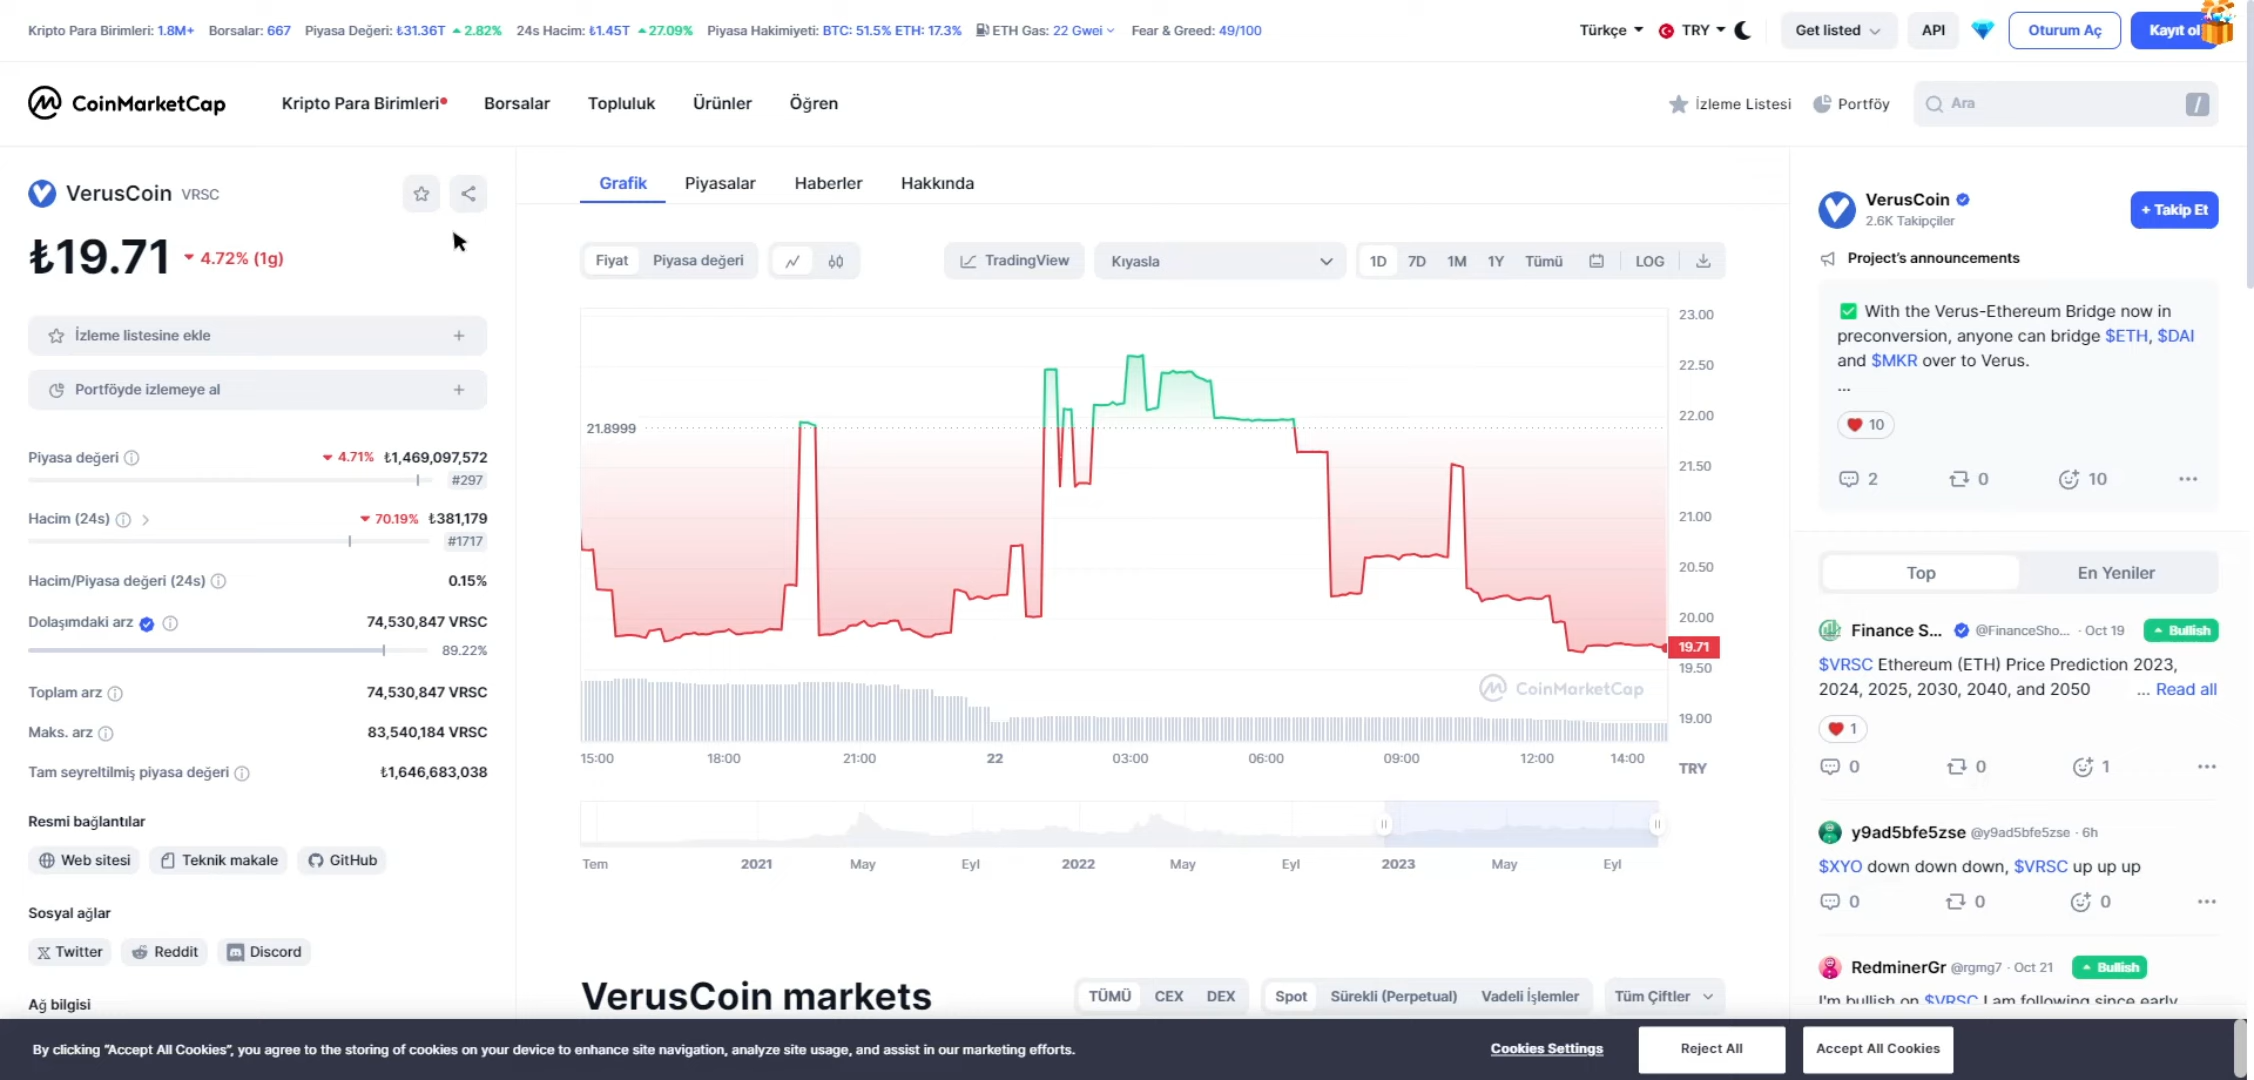 Kripto Para Birimleri: 1.8M+ Borsalar: 667 Piyasa Değeri: ₺31.36T 2.82% 24s Hacim: ₺1.45T 27.09% Piyasa Hakimiyeti: BTC: 51.5% ETH: 17.3% ETH Gas: 22 Gwei Fear & Greed: 49/100
Türkçe TRY Get listed API Oturum Aç Kayıt ol
CoinMarketCap Kripto Para Birimleri Borsalar Topluluk Ürünler Öğren İzleme Listesi Portföy Ara /
VerusCoin VRSC
₺19.71 4.72% (1g)
İzleme listesine ekle +
Portföyde izlemeye al +
Piyasa değeri 4.71% ₺1,469,097,572
#297
Hacim (24s) 70.19% ₺381,179
#1717
Hacim/Piyasa değeri (24s) 0.15%
Dolaşımdaki arz 74,530,847 VRSC
89.22%
Toplam arz 74,530,847 VRSC
Maks. arz 83,540,184 VRSC
Tam seyreltilmiş piyasa değeri ₺1,646,683,038
Resmi bağlantılar
Web sitesi Teknik makale GitHub
Sosyal ağlar
Twitter Reddit Discord
Ağ bilgisi
Grafik Piyasalar Haberler Hakkında
Fiyat Piyasa değeri TradingView Kıyasla 1D 7D 1M 1Y Tümü LOG
23.00
22.50
22.00
21.8999
21.50
21.00
20.50
20.00
19.71
19.50
CoinMarketCap
19.00
15:00 18:00 21:00 22 03:00 06:00 09:00 12:00 14:00
TRY
Tem 2021 May Eyl 2022 May Eyl 2023 May Eyl
VerusCoin markets TÜMÜ CEX DEX Spot Sürekli (Perpetual) Vadeli İşlemler Tüm Çiftler
VerusCoin
2.6K Takipçiler
+ Takip Et
Project's announcements
With the Verus-Ethereum Bridge now in
preconversion, anyone can bridge $ETH, $DAI
and $MKR over to Verus.
...
10
2 0 10
Top En Yeniler
Finance S... @FinanceSho... · Oct 19 Bullish
$VRSC Ethereum (ETH) Price Prediction 2023,
2024, 2025, 2030, 2040, and 2050 ... Read all
1
0 0 1
y9ad5bfe5zse @y9ad5bfe5zse · 6h
$XYO down down down, $VRSC up up up
0 0 0
RedminerGr @rgmg7 · Oct 21 Bullish
I'm bullish on $VRSC I am following since early
By clicking “Accept All Cookies”, you agree to the storing of cookies on your device to enhance site navigation, analyze site usage, and assist in our marketing efforts.
Cookies Settings Reject All Accept All Cookies